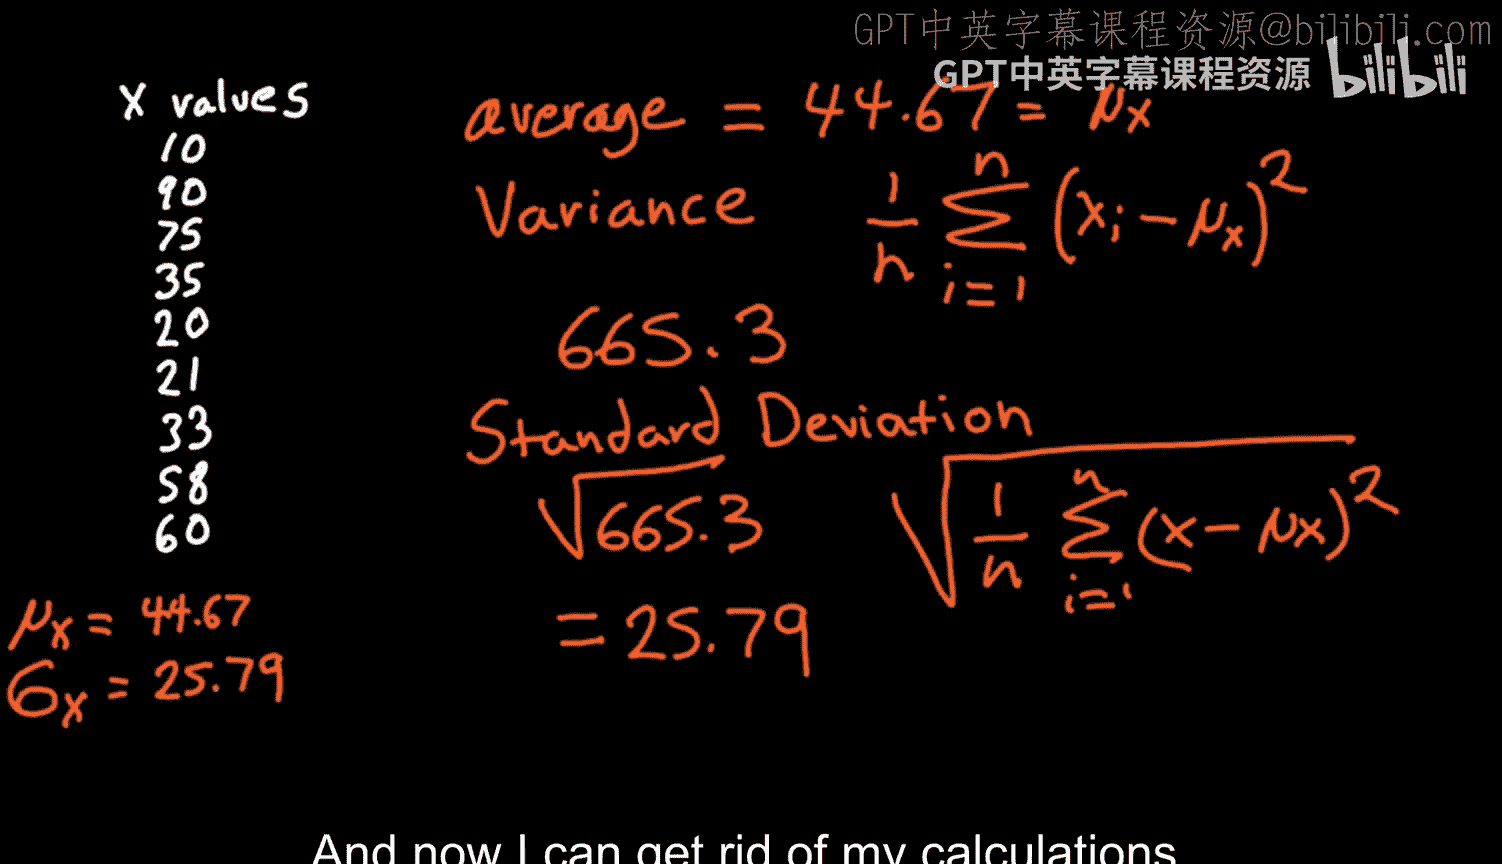 GPT中英字幕课程资源@bilibili.com
GPT中英字幕课程资源 bilibili
X values
10
90
75
35
20
21
33
58
60
μx = 44.67
σx = 25.79
average = 44.67 = μx
Variance 1/n Σ n i=1 (xi − μx)²
665.3
Standard Deviation
√665.3 √ 1/n Σ n i=1 (x − μx)²
= 25.79
And now I can get rid of my calculations